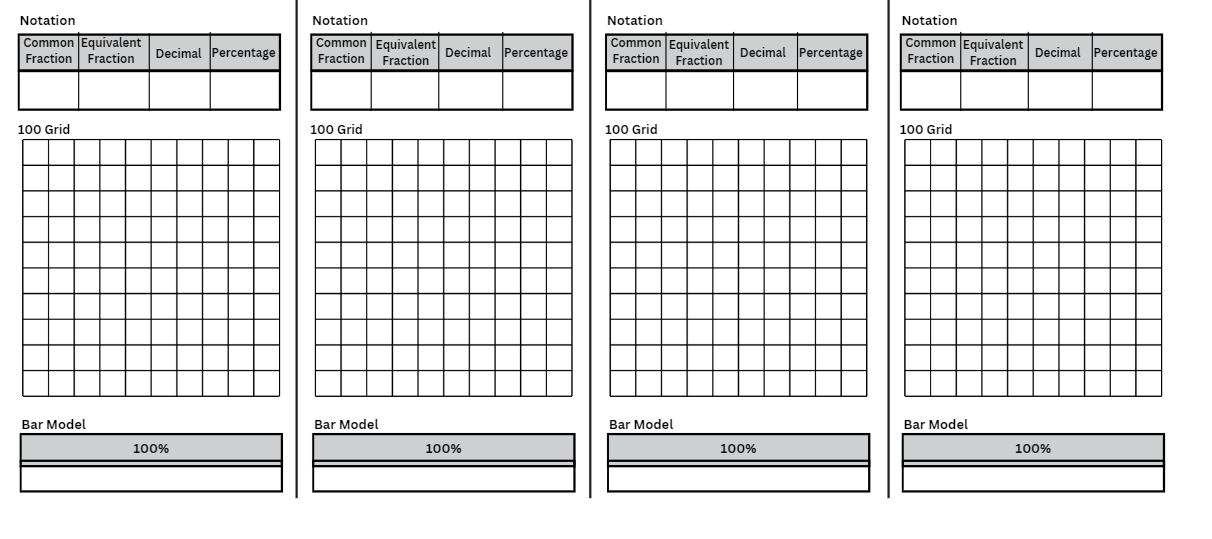 Notation
Common Fraction Equivalent Fraction Decimal Percentage
100 Grid
Bar Model
100%
Notation
Common Fraction Equivalent Fraction Decimal Percentage
100 Grid
Bar Model
100%
Notation
Common Fraction Equivalent Fraction Decimal Percentage
100 Grid
Bar Model
100%
Notation
Common Fraction Equivalent Fraction Decimal Percentage
100 Grid
Bar Model
100%